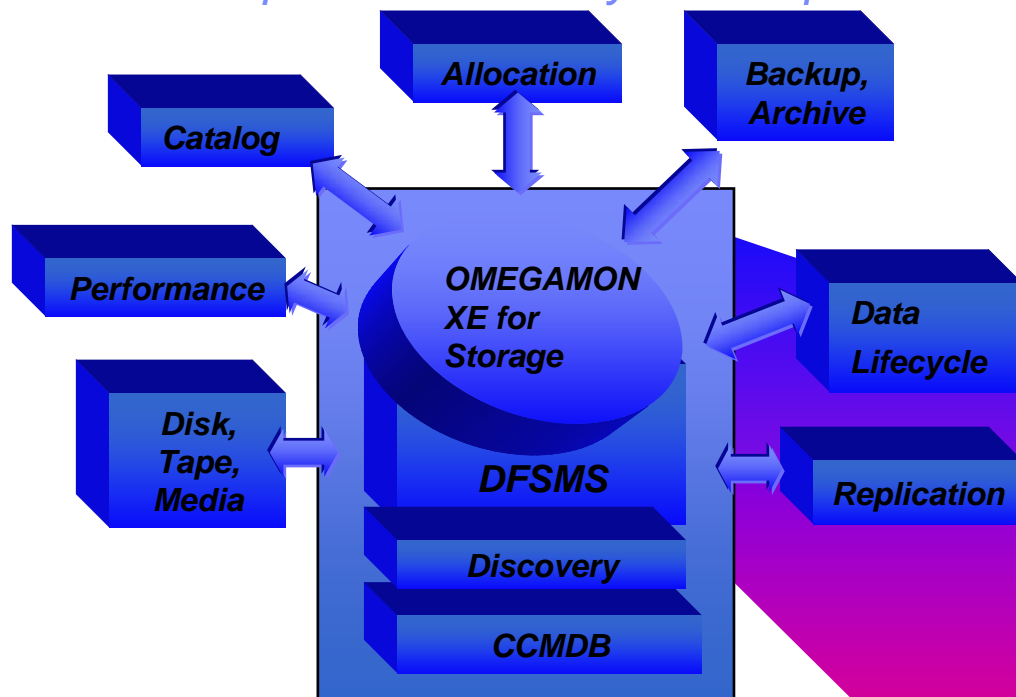 Allocation
Backup,
Archive
Catalog
OMEGAMON
XE for
Storage
Performance
Data
Lifecycle
Disk,
Tape,
Media
DFSMS
Replication
Discovery
CCMDB